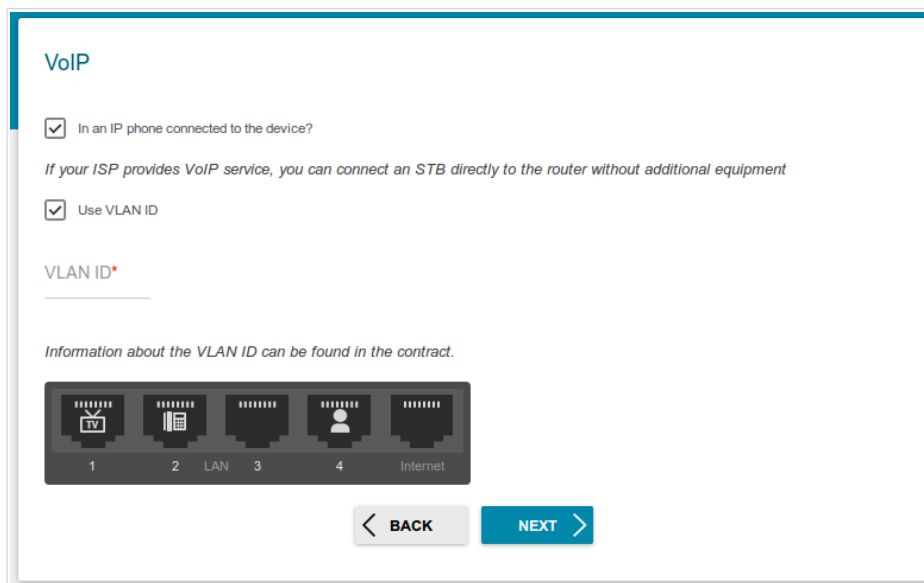 VoIP
In an IP phone connected to the device?
If your ISP provides VoIP service, you can connect an STB directly to the router without additional equipment
Use VLAN ID
VLAN ID*
Information about the VLAN ID can be found in the contract.
TV
1 2 LAN 3 4 Internet
BACK NEXT